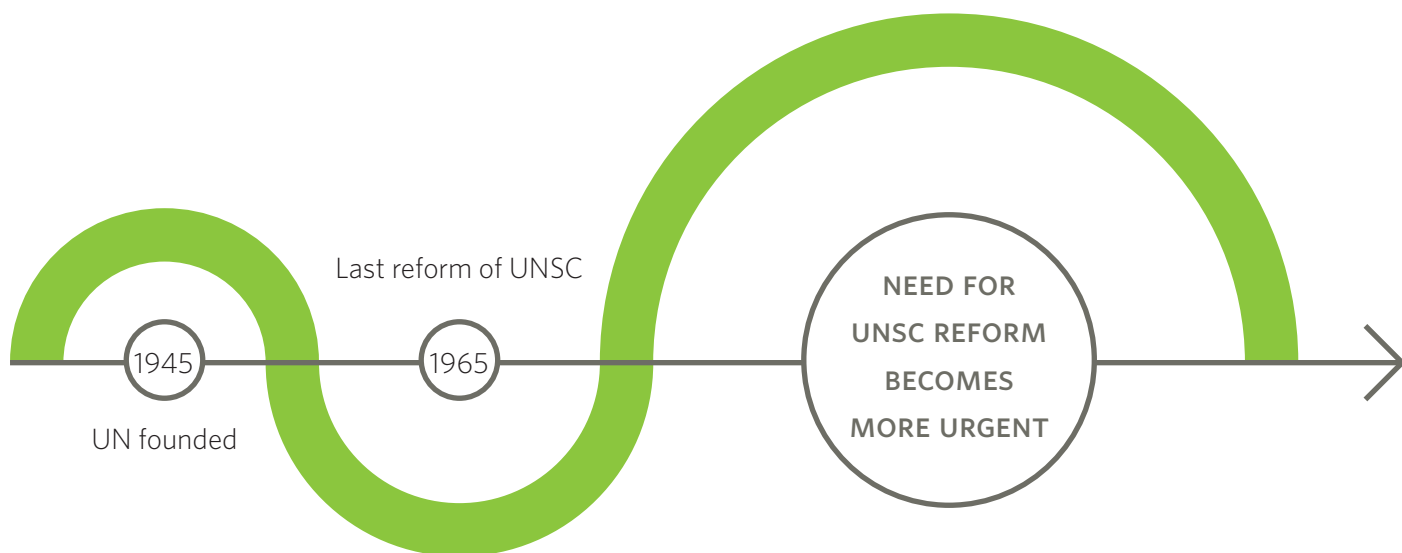 1945
UN founded
Last reform of UNSC
1965
NEED FOR
UNSC REFORM
BECOMES
MORE URGENT